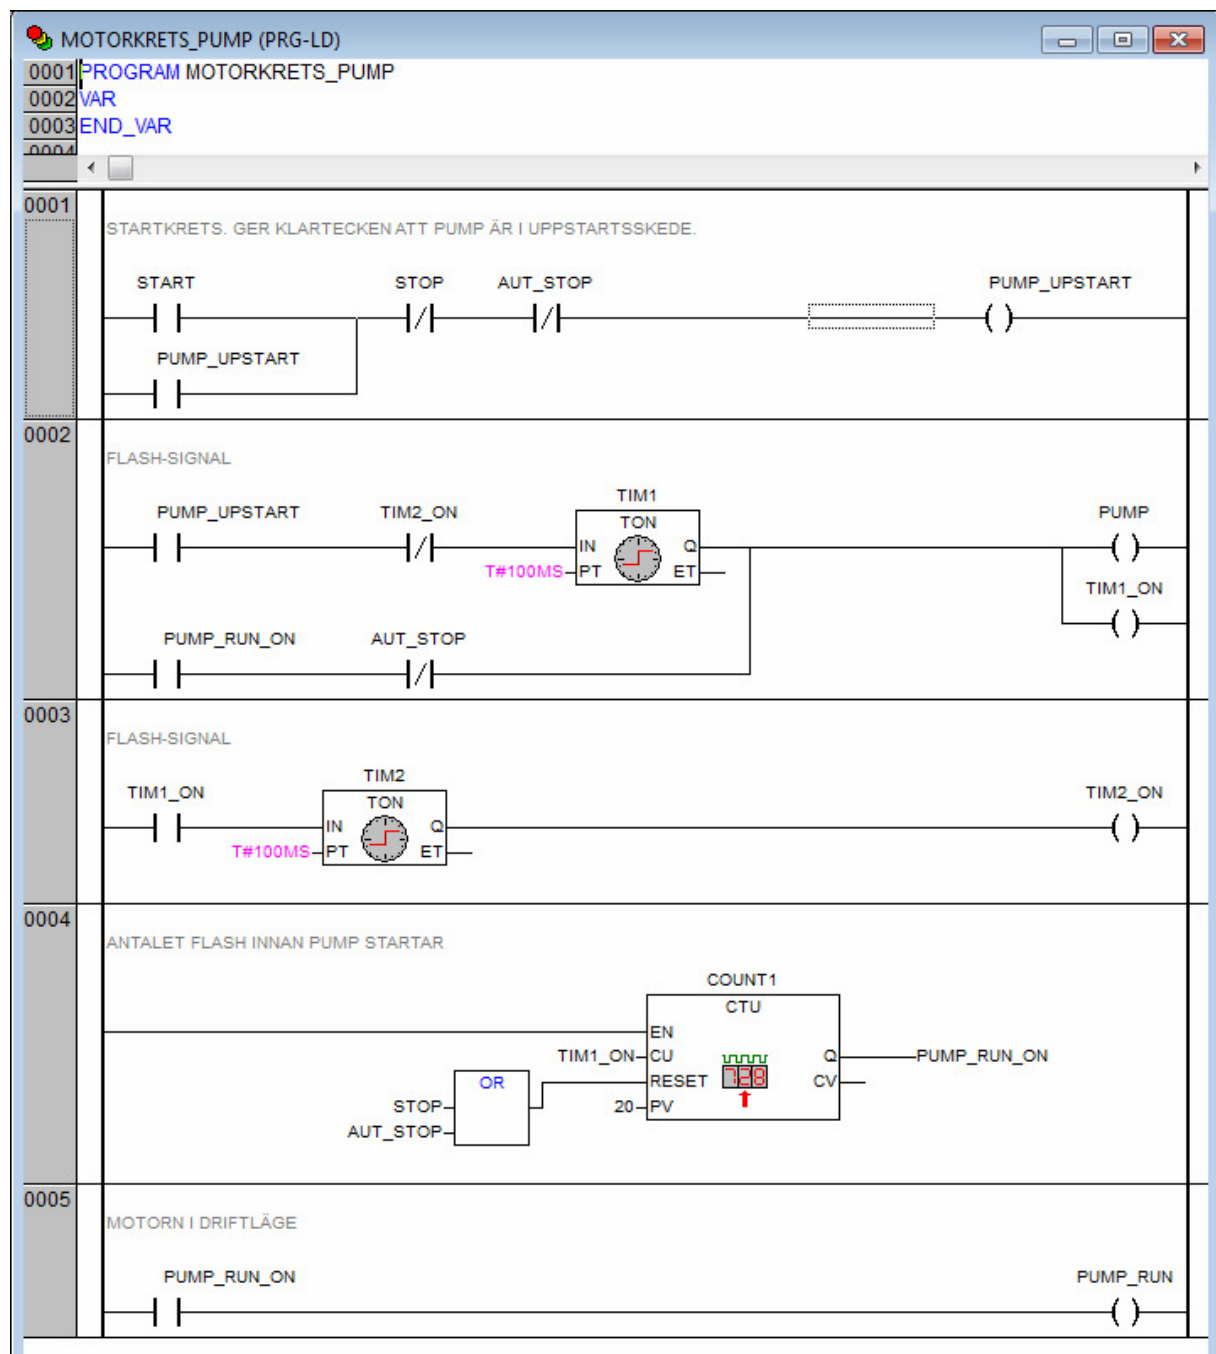 MOTORKRETS_PUMP (PRG-LD)
0001 PROGRAM MOTORKRETS_PUMP
0002 VAR
0003 END_VAR
0004
0001
STARTKRETS. GER KLARTECKEN ATT PUMP ÄR I UPPSTARTSSKEDE.
START STOP AUT_STOP PUMP_UPSTART
PUMP_UPSTART
0002
FLASH-SIGNAL
TIM1
PUMP_UPSTART TIM2_ON TON PUMP
IN Q
T#100MS PT ET
TIM1_ON
PUMP_RUN_ON AUT_STOP
0003
FLASH-SIGNAL
TIM2
TIM1_ON TON TIM2_ON
IN Q
T#100MS PT ET
0004
ANTALET FLASH INNAN PUMP STARTAR
COUNT1
CTU
EN
TIM1_ON CU Q PUMP_RUN_ON
OR RESET 728 CV
STOP 20 PV
AUT_STOP
0005
MOTORN I DRIFTLÄGE
PUMP_RUN_ON PUMP_RUN